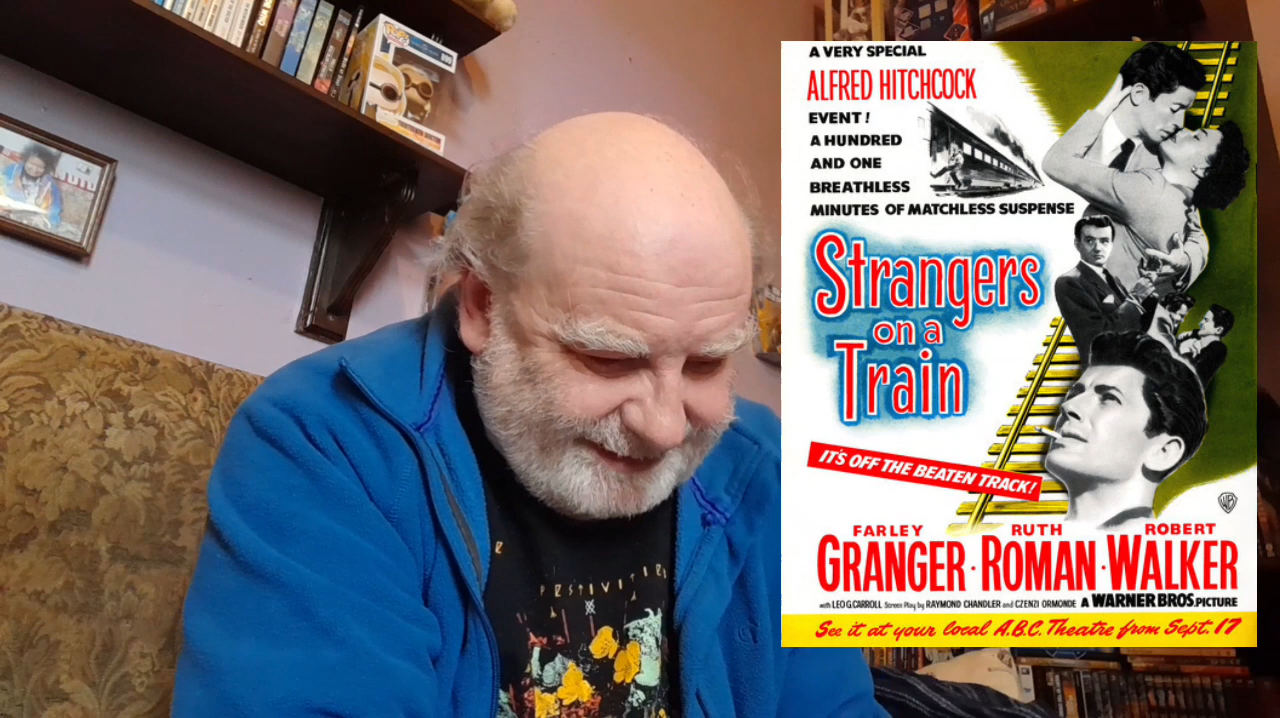 A VERY SPECIAL
ALFRED HITCHCOCK
EVENT!
A HUNDRED
AND ONE
BREATHLESS
MINUTES OF MATCHLESS SUSPENSE
Strangers
on a
Train
IT'S OFF THE BEATEN TRACK!
WB
FARLEY RUTH ROBERT
GRANGER · ROMAN · WALKER
with LEO G. CARROLL Screen Play by RAYMOND CHANDLER and CZENZI ORMONDE A WARNER BROS. PICTURE
See it at your local A.B.C. Theatre from Sept. 17
POP!